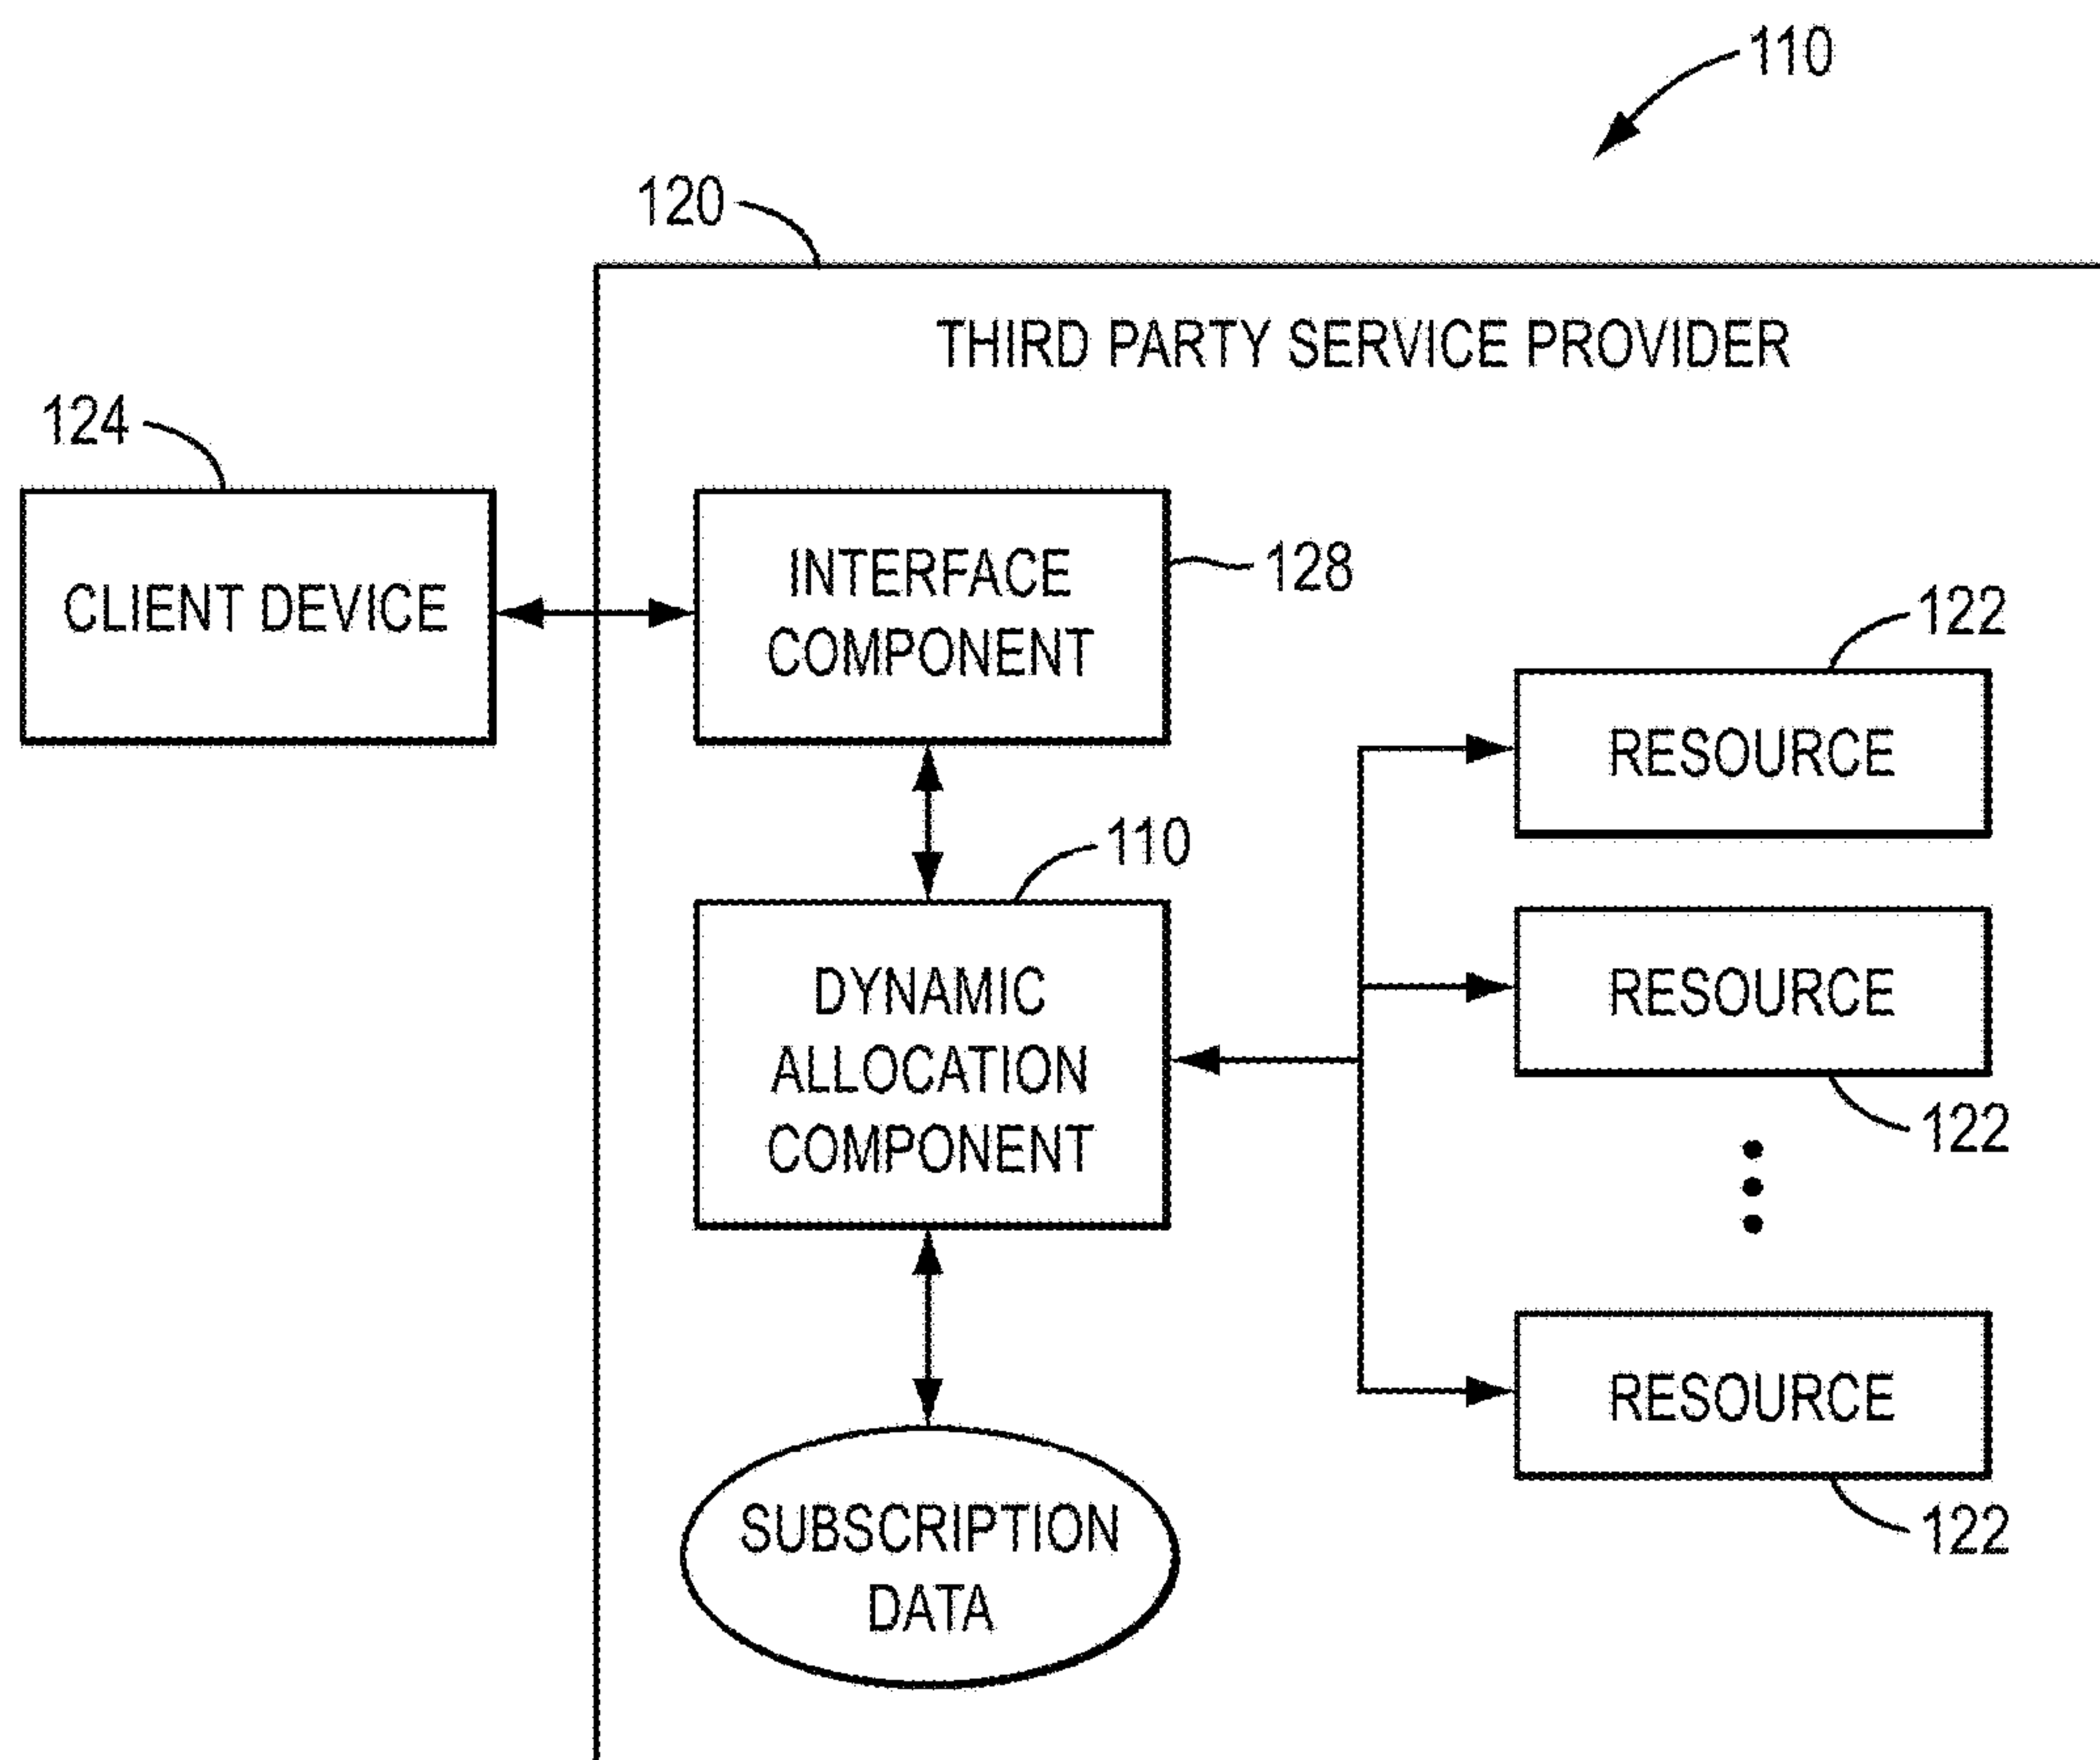 110
120
THIRD PARTY SERVICE PROVIDER
124
CLIENT DEVICE
INTERFACE
COMPONENT
128
122
RESOURCE
110
DYNAMIC
ALLOCATION
COMPONENT
RESOURCE
122
RESOURCE
122
SUBSCRIPTION
DATA